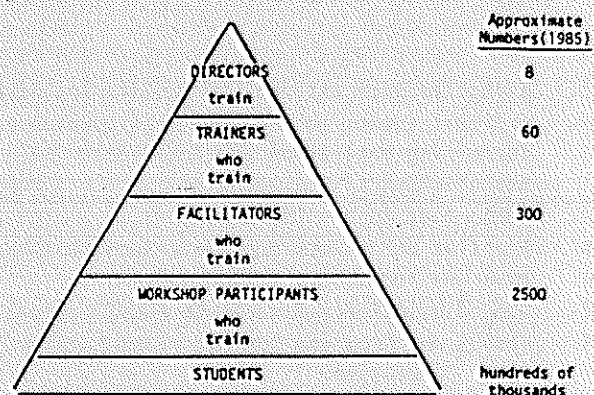 Approximate
Numbers(1985)
DIRECTORS 8
train
TRAINERS 60
who
train
FACILITATORS 300
who
train
WORKSHOP PARTICIPANTS 2500
who
train
STUDENTS hundreds of
thousands